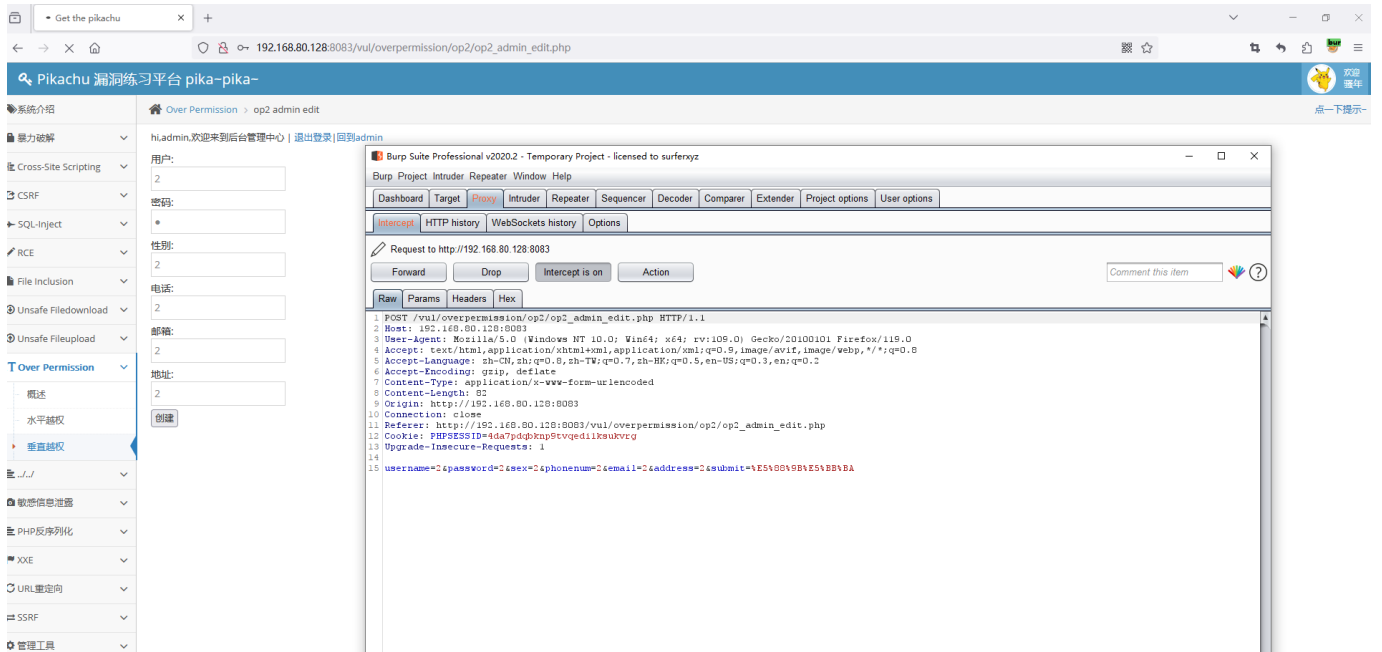 Get the pikachu
192.168.80.128:8083/vul/overpermission/op2/op2_admin_edit.php
Pikachu 漏洞练习平台 pika~pika~
欢迎
骚年
系统介绍
Over Permission > op2 admin edit
点一下提示~
暴力破解
Cross-Site Scripting
CSRF
SQL-Inject
RCE
File Inclusion
Unsafe Filedownload
Unsafe Fileupload
Over Permission
概述
水平越权
垂直越权
../../
敏感信息泄露
PHP反序列化
XXE
URL重定向
SSRF
管理工具
hi,admin,欢迎来到后台管理中心 | 退出登录|回到admin
用户:
2
密码:
性别:
2
电话:
2
邮箱:
2
地址:
2
创建
Burp Suite Professional v2020.2 - Temporary Project - licensed to surferxyz
Burp Project Intruder Repeater Window Help
Dashboard Target Proxy Intruder Repeater Sequencer Decoder Comparer Extender Project options User options
Intercept HTTP history WebSockets history Options
Request to http://192.168.80.128:8083
Forward Drop Intercept is on Action
Comment this item
Raw Params Headers Hex
1 POST /vul/overpermission/op2/op2_admin_edit.php HTTP/1.1
2 Host: 192.168.80.128:8083
3 User-Agent: Mozilla/5.0 (Windows NT 10.0; Win64; x64; rv:109.0) Gecko/20100101 Firefox/119.0
4 Accept: text/html,application/xhtml+xml,application/xml;q=0.9,image/avif,image/webp,*/*;q=0.8
5 Accept-Language: zh-CN,zh;q=0.8,zh-TW;q=0.7,zh-HK;q=0.5,en-US;q=0.3,en;q=0.2
6 Accept-Encoding: gzip, deflate
7 Content-Type: application/x-www-form-urlencoded
8 Content-Length: 82
9 Origin: http://192.168.80.128:8083
10 Connection: close
11 Referer: http://192.168.80.128:8083/vul/overpermission/op2/op2_admin_edit.php
12 Cookie: PHPSESSID=4da7pdqbknp9tvqedi1ksukvrg
13 Upgrade-Insecure-Requests: 1
14
15 username=2&password=2&sex=2&phonenum=2&email=2&address=2&submit=%E5%88%9B%E5%BB%BA